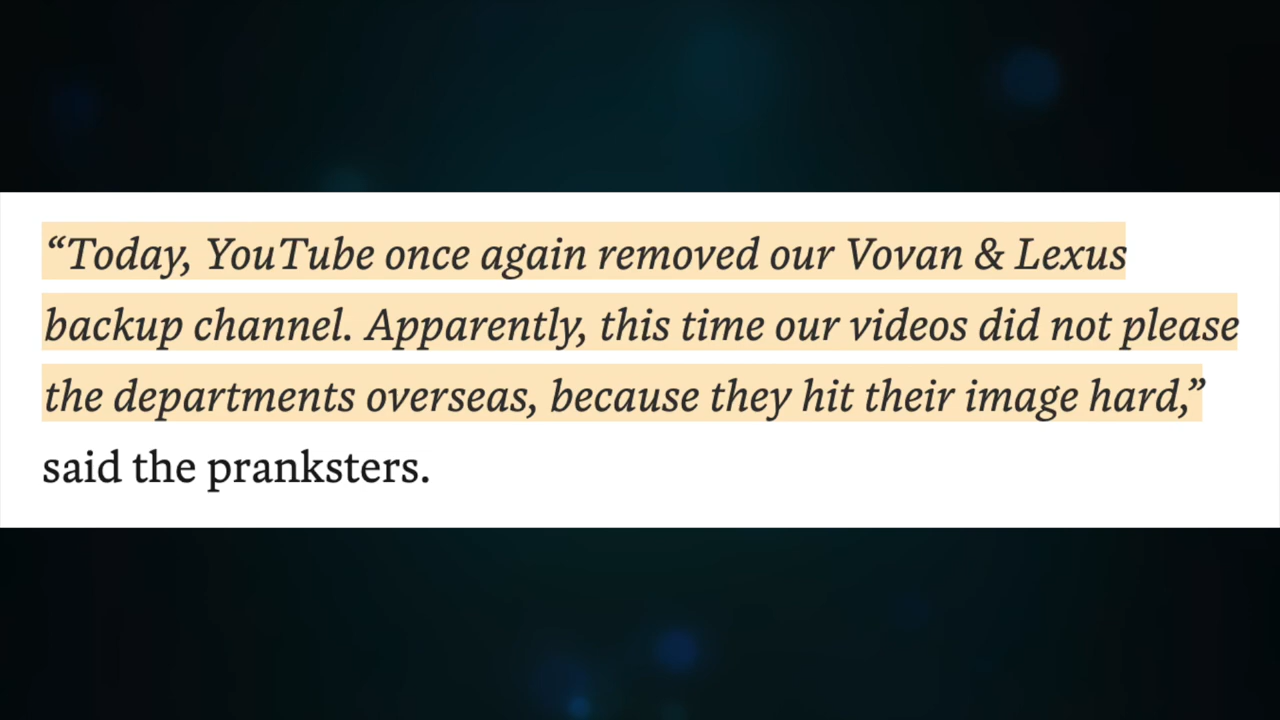 “Today, YouTube once again removed our Vovan & Lexus
backup channel. Apparently, this time our videos did not please
the departments overseas, because they hit their image hard,”
said the pranksters.